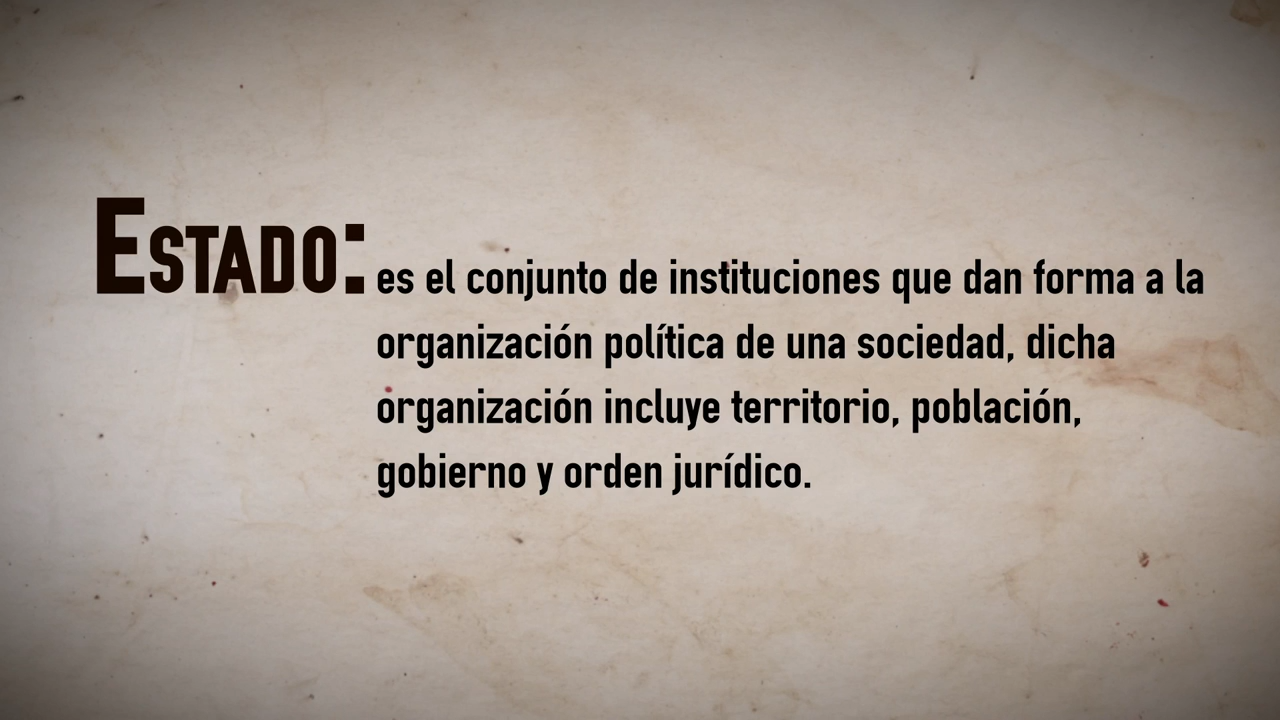 Estado: es el conjunto de instituciones que dan forma a la
organización política de una sociedad, dicha
organización incluye territorio, población,
gobierno y orden jurídico.